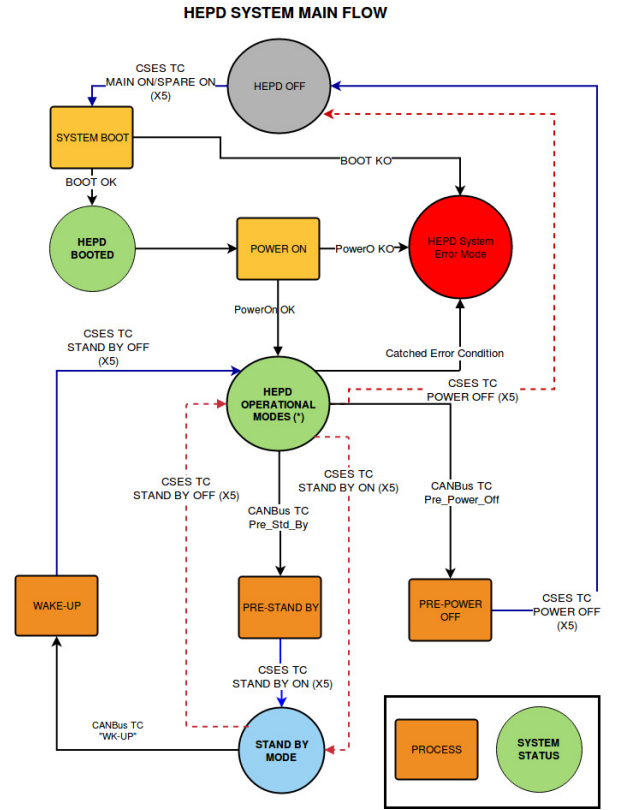 HEPD SYSTEM MAIN FLOW
CSES TC
MAIN ON/SPARE ON
(X5)
HEPD OFF
SYSTEM BOOT
BOOT KO
BOOT OK
HEPD
BOOTED
POWER ON
PowerO KO
HEPD System
Error Mode
PowerOn OK
CSES TC
STAND BY OFF
(X5)
Catched Error Condition
HEPD
OPERATIONAL
MODES (*)
CSES TC
POWER OFF (X5)
CSES TC
STAND BY OFF (X5)
CSES TC
STAND BY ON (X5)
CANBus TC
Pre_Power_Off
CANBus TC
Pre_Std_By
WAKE-UP
PRE-STAND BY
PRE-POWER
OFF
CSES TC
POWER OFF
(X5)
CSES TC
STAND BY ON (X5)
CANBus TC
"WK-UP"
STAND BY
MODE
PROCESS
SYSTEM
STATUS